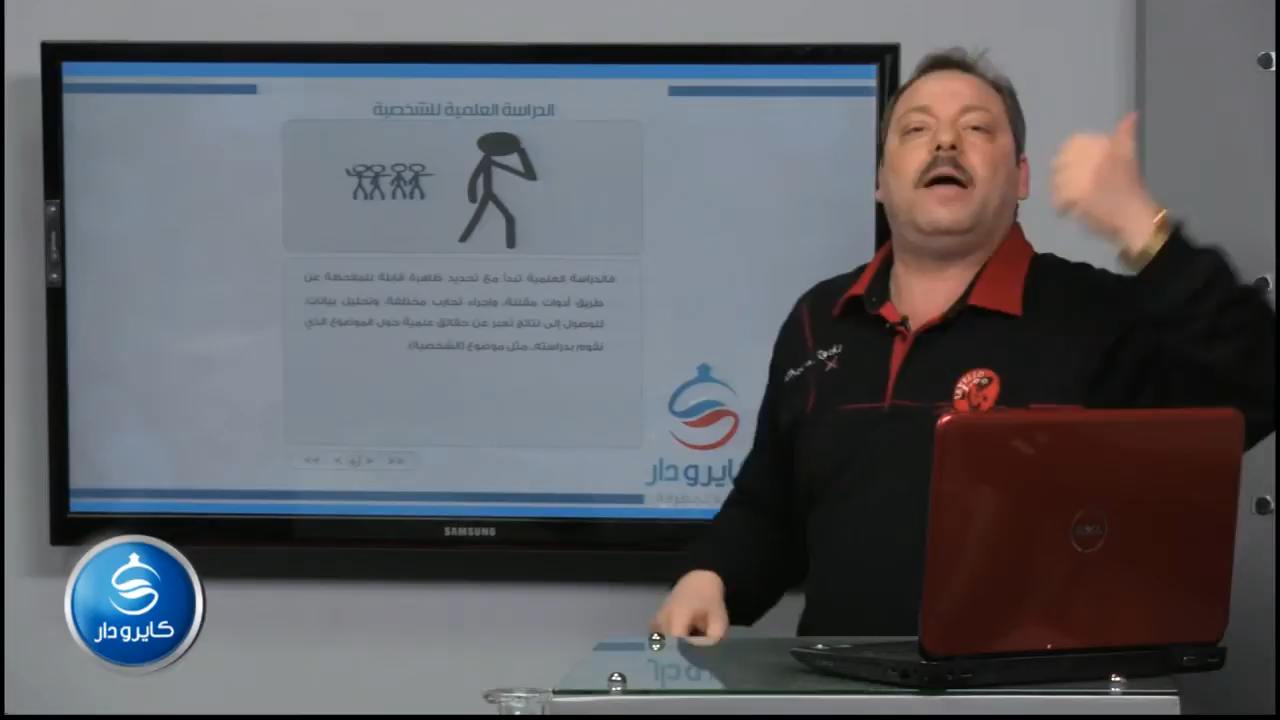 الدراسة العلمية للشخصية
فالدراسة العلمية تبدأ مع تحديد ظاهرة قابلة للملاحظة عن
طريق أدوات مقننة، وإجراء تجارب مختلفة، وتحليل بيانات،
للوصول إلى نتائج تعبر عن حقائق علمية حول الموضوع الذي
نقوم بدراسته.. مثل موضوع (الشخصية).
<< < > >>
كايرو دار
SAMSUNG
DELL
كايرو دار